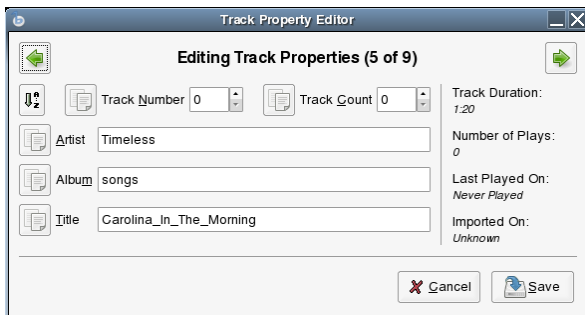 Track Property Editor
Editing Track Properties (5 of 9)
Track Number 0 Track Count 0
Artist Timeless
Album songs
Title Carolina_In_The_Morning
Track Duration:
1:20
Number of Plays:
0
Last Played On:
Never Played
Imported On:
Unknown
Cancel Save